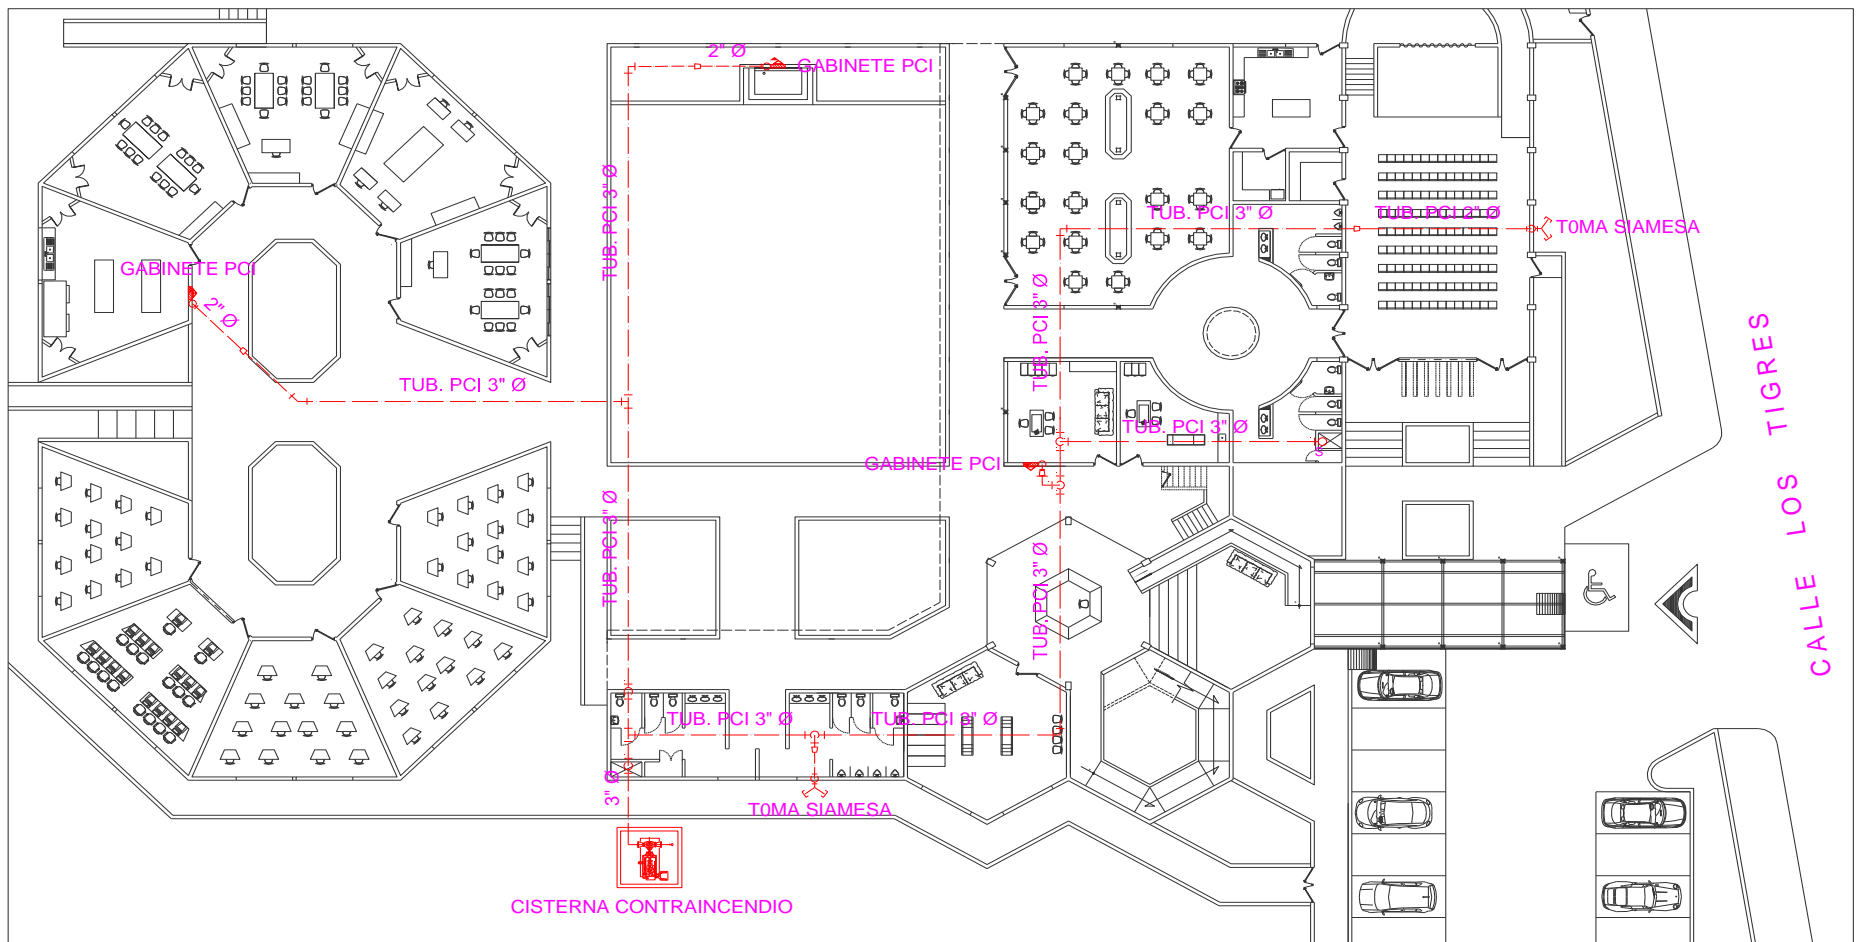 2" Ø
GABINETE PCI
TUB. PCI 3" Ø
TUB. PCI 3" Ø
TUB. PCI 2" Ø
T0MA SIAMESA
GABINETE PCI
2" Ø
TUB. PCI 3" Ø
TUB. PCI 3" Ø
TUB. PCI 3" Ø
GABINETE PCI
S
TUB. PCI 3" Ø
TUB. PCI 3" Ø
TUB. PCI 3" Ø
TUB. PCI 3" Ø
3" Ø
T0MA SIAMESA
CISTERNA CONTRAINCENDIO
CALLE LOS TIGRES